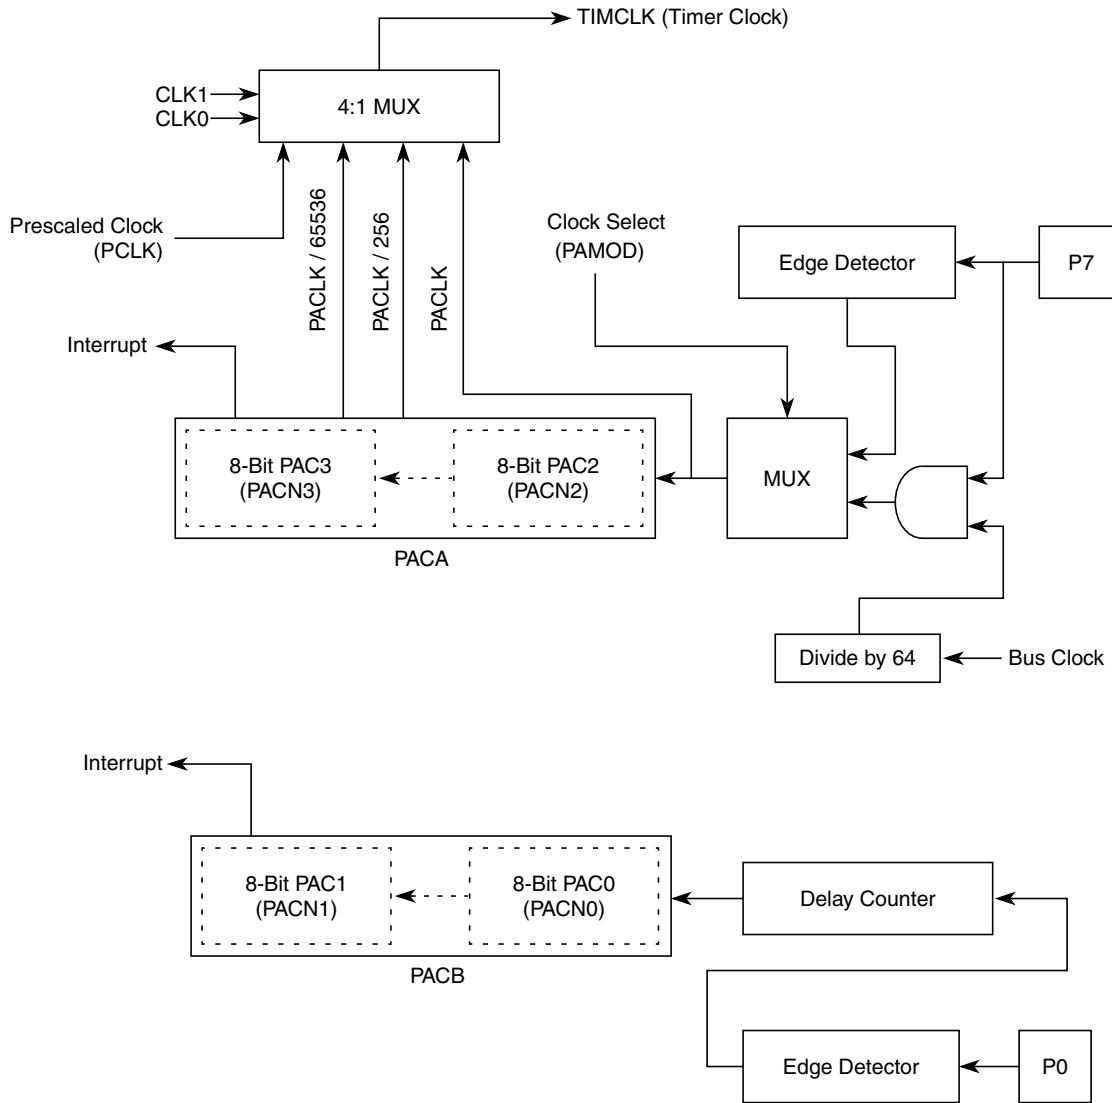 TIMCLK (Timer Clock)
CLK1
CLK0
4:1 MUX
Prescaled Clock
(PCLK)
PACLK / 65536
PACLK / 256
PACLK
Clock Select
(PAMOD)
Edge Detector
P7
Interrupt
8-Bit PAC3
(PACN3)
8-Bit PAC2
(PACN2)
MUX
PACA
Divide by 64
Bus Clock
Interrupt
8-Bit PAC1
(PACN1)
8-Bit PAC0
(PACN0)
Delay Counter
PACB
Edge Detector
P0